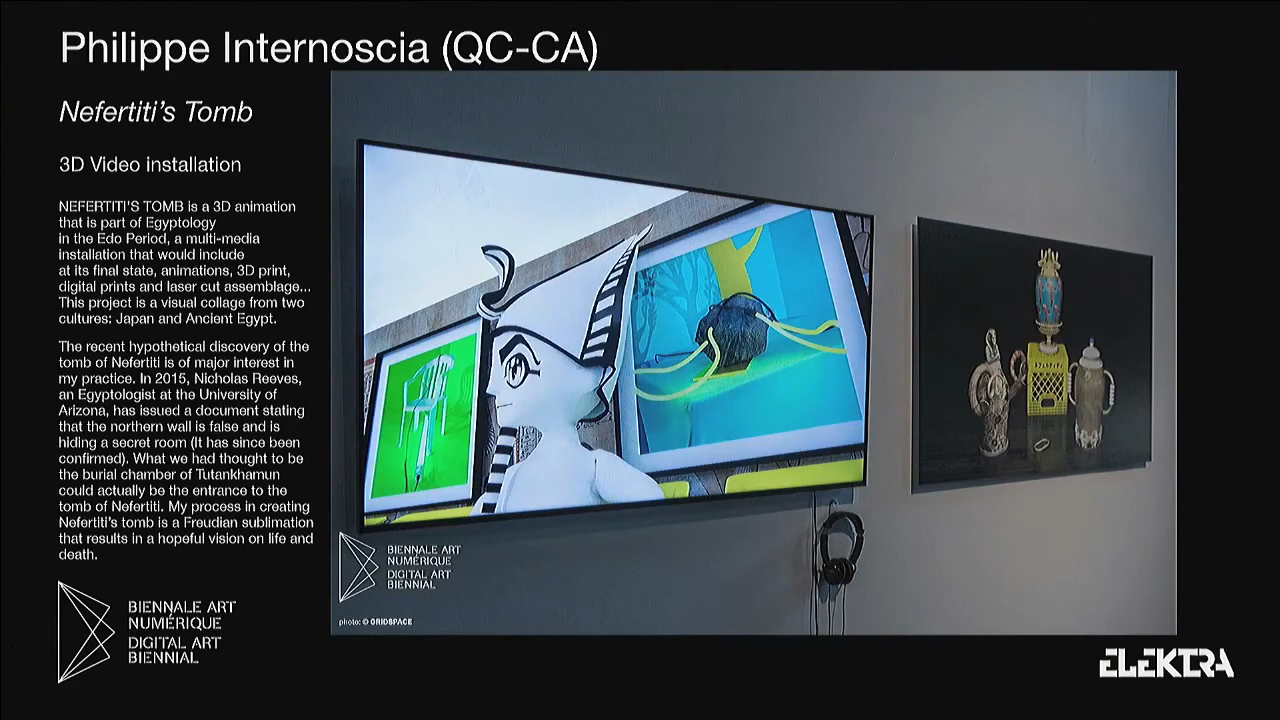 Philippe Internoscia (QC-CA)
Nefertiti's Tomb
3D Video installation
NEFERTITI'S TOMB is a 3D animation
that is part of Egyptology
in the Edo Period, a multi-media
installation that would include
at its final state, animations, 3D print,
digital prints and laser cut assemblage...
This project is a visual collage from two
cultures: Japan and Ancient Egypt.
The recent hypothetical discovery of the
tomb of Nefertiti is of major interest in
my practice. In 2015, Nicholas Reeves,
an Egyptologist at the University of
Arizona, has issued a document stating
that the northern wall is false and is
hiding a secret room (It has since been
confirmed). What we had thought to be
the burial chamber of Tutankhamun
could actually be the entrance to the
tomb of Nefertiti. My process in creating
Nefertiti's tomb is a Freudian sublimation
that results in a hopeful vision on life and
death.
BIENNALE ART
NUMÉRIQUE
DIGITAL ART
BIENNIAL
BIENNALE ART
NUMÉRIQUE
DIGITAL ART
BIENNIAL
photo: © GRIDSPACE
ELEKTRA